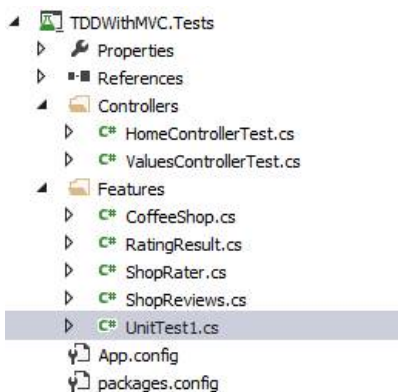 TDDWithMVC.Tests
Properties
References
Controllers
C# HomeControllerTest.cs
C# ValuesControllerTest.cs
Features
C# CoffeeShop.cs
C# RatingResult.cs
C# ShopRater.cs
C# ShopReviews.cs
C# UnitTest1.cs
App.config
packages.config